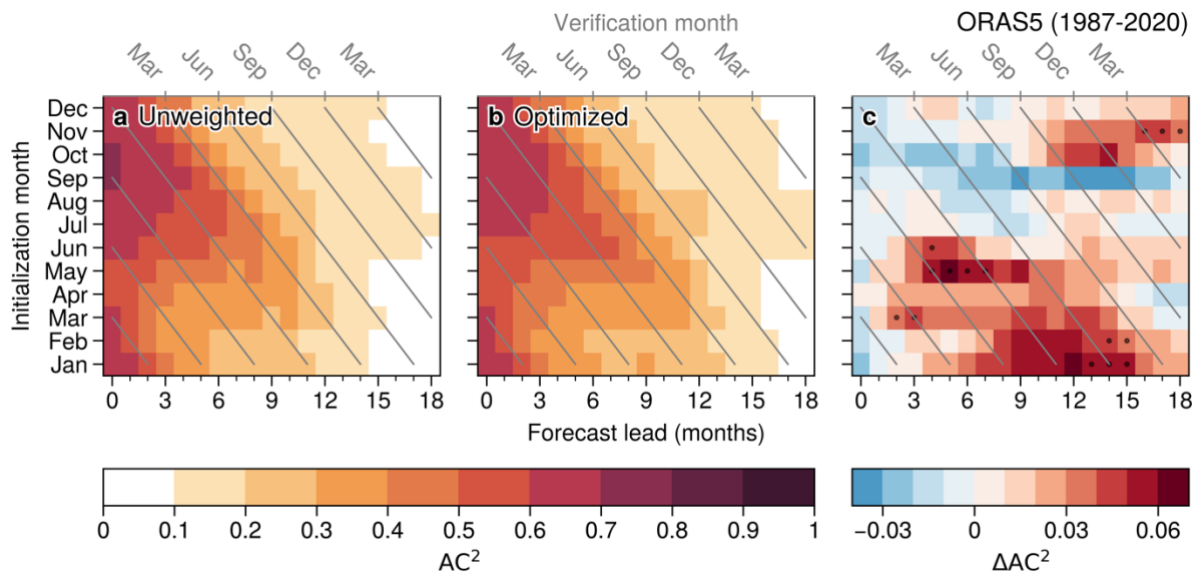 Verification month
ORAS5 (1987-2020)
Mar Jun Sep Dec Mar
Mar Jun Sep Dec Mar
Mar Jun Sep Dec Mar
a Unweighted
b Optimized
c
Initialization month
Dec
Nov
Oct
Sep
Aug
Jul
Jun
May
Apr
Mar
Feb
Jan
0 3 6 9 12 15 18
0 3 6 9 12 15 18
0 3 6 9 12 15 18
Forecast lead (months)
0 0.1 0.2 0.3 0.4 0.5 0.6 0.7 0.8 0.9 1
−0.03 0 0.03 0.06
AC²
ΔAC²